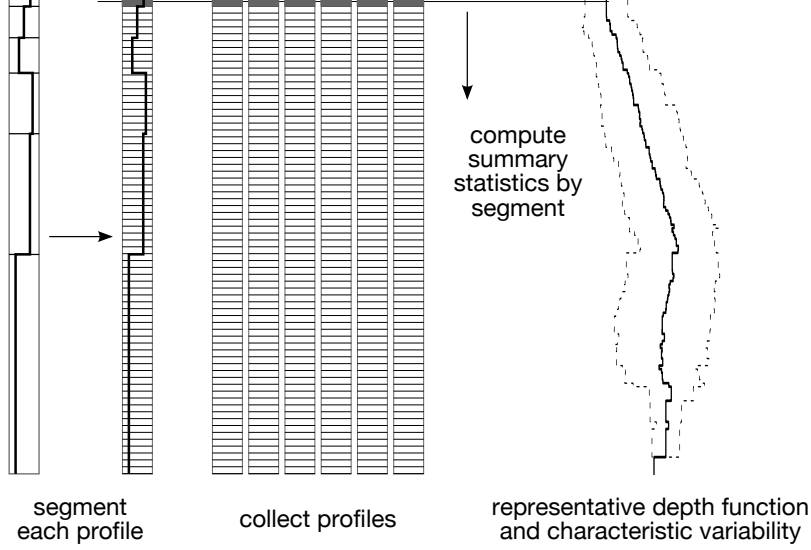 compute
summary
statistics by
segment
segment
each profile
collect profiles
representative depth function
and characteristic variability